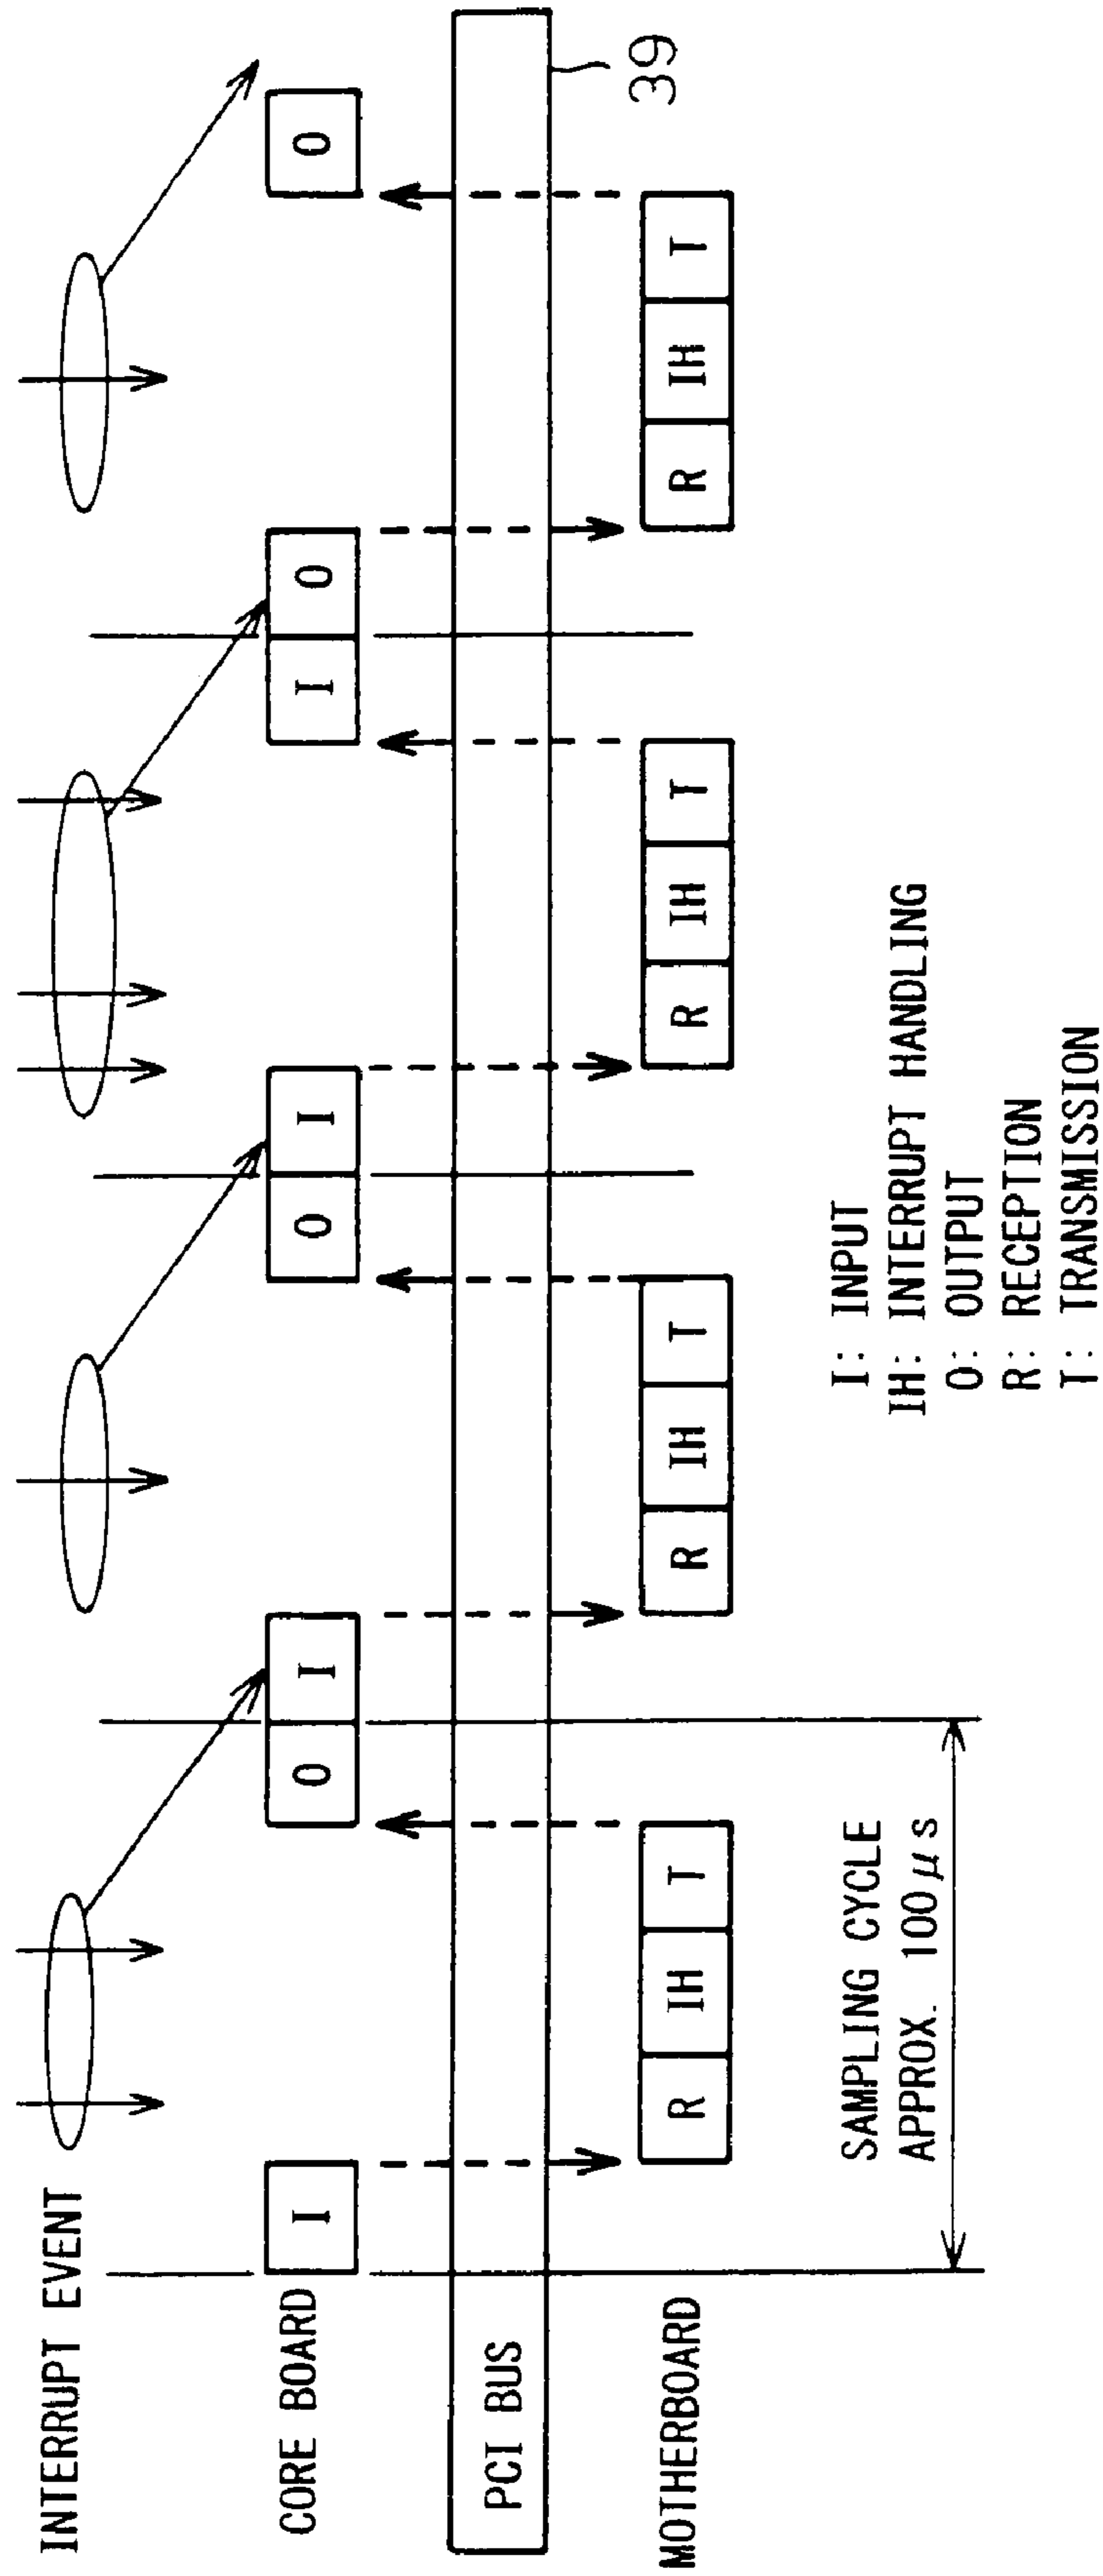 INTERRUPT EVENT
CORE BOARD
I
O I
O I
I O
O
PCI BUS
39
MOTHERBOARD
R IH T
R IH T
R IH T
R IH T
SAMPLING CYCLE
APPROX. 100μs
I: INPUT
IH: INTERRUPT HANDLING
O: OUTPUT
R: RECEPTION
T: TRANSMISSION